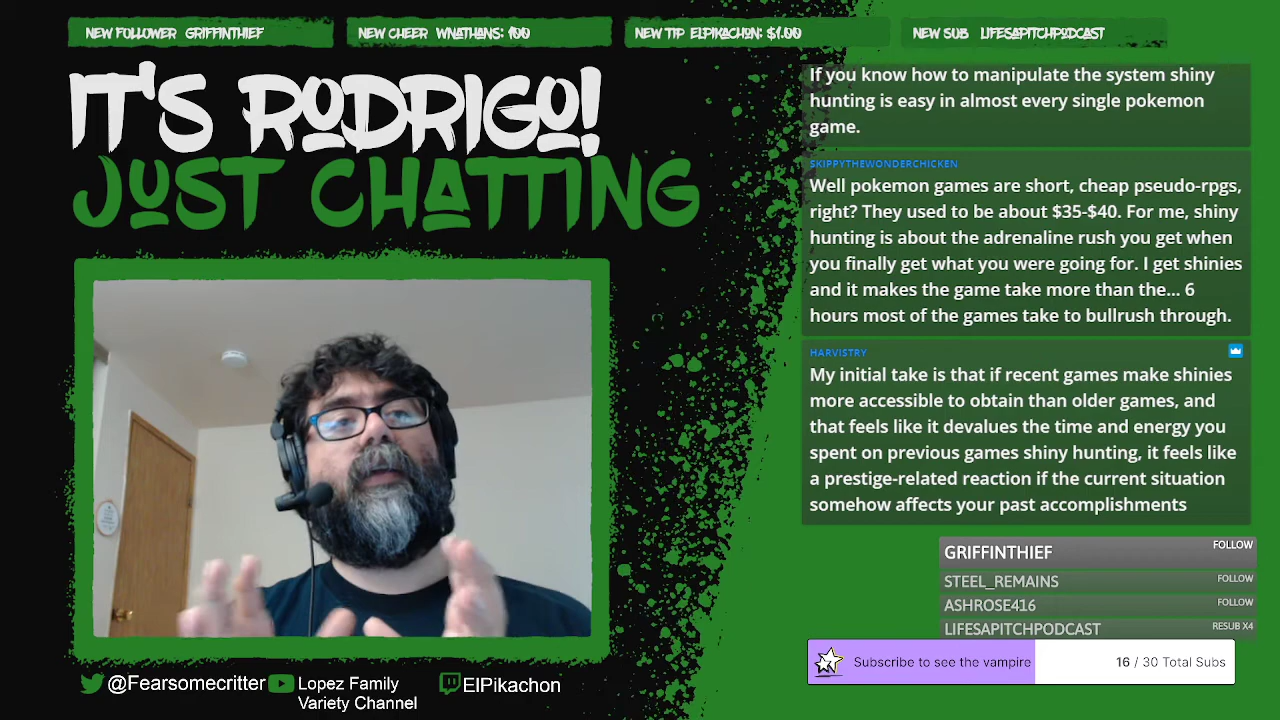 NEW FOLLOWER GRIFFINTHIEF
NEW CHEER WNATHANS: 100
NEW TIP ELPIKACHON: $1.00
NEW SUB LIFESAPITCHPODCAST
IT'S RODRIGO!
JUST CHATTING
If you know how to manipulate the system shiny
hunting is easy in almost every single pokemon
game.
SKIPPYTHEWONDERCHICKEN
Well pokemon games are short, cheap pseudo-rpgs,
right? They used to be about $35-$40. For me, shiny
hunting is about the adrenaline rush you get when
you finally get what you were going for. I get shinies
and it makes the game take more than the... 6
hours most of the games take to bullrush through.
HARVISTRY
My initial take is that if recent games make shinies
more accessible to obtain than older games, and
that feels like it devalues the time and energy you
spent on previous games shiny hunting, it feels like
a prestige-related reaction if the current situation
somehow affects your past accomplishments
GRIFFINTHIEF FOLLOW
STEEL_REMAINS FOLLOW
ASHROSE416 FOLLOW
LIFESAPITCHPODCAST RESUB X4
Subscribe to see the vampire 16 / 30 Total Subs
@Fearsomecritter
Lopez Family
Variety Channel
ElPikachon